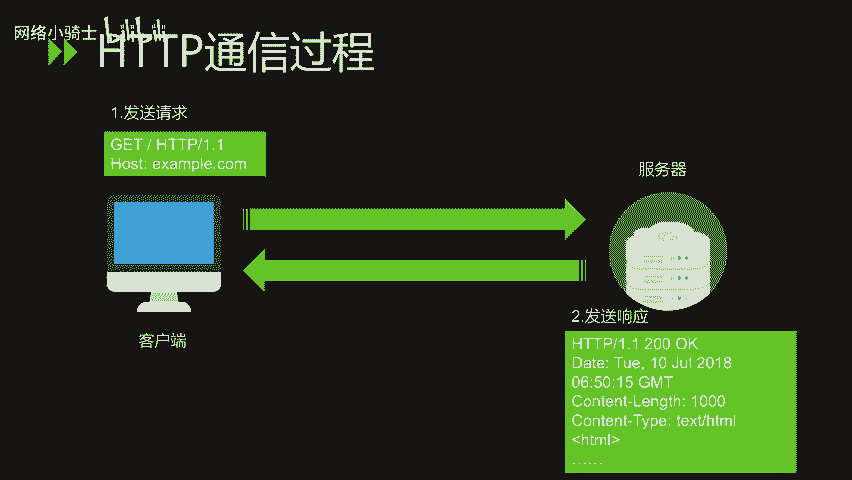 网络小骑士 bilibili
HTTP通信过程
1.发送请求
GET / HTTP/1.1
Host: example.com
服务器
客户端
2.发送响应
HTTP/1.1 200 OK
Date: Tue, 10 Jul 2018
06:50:15 GMT
Content-Length: 1000
Content-Type: text/html
<html>
......